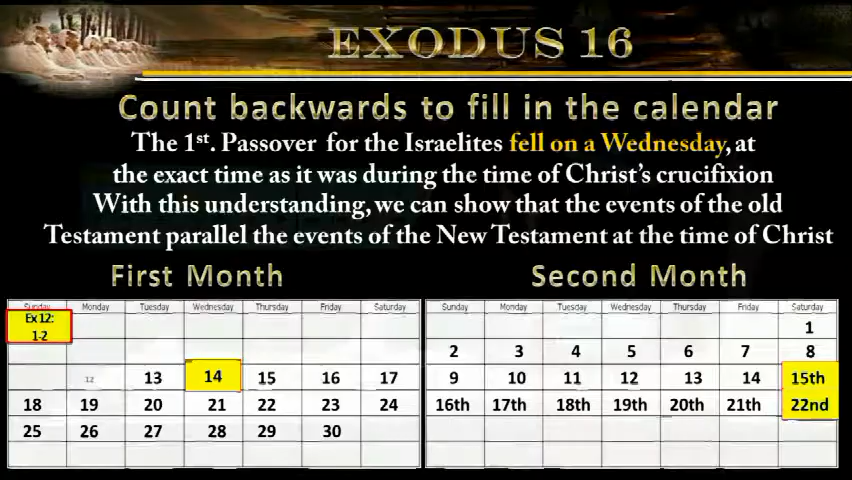 EXODUS 16
Count backwards to fill in the calendar
The 1st. Passover for the Israelites fell on a Wednesday, at
the exact time as it was during the time of Christ's crucifixion
With this understanding, we can show that the events of the old
Testament parallel the events of the New Testament at the time of Christ
First Month
Sunday Monday Tuesday Wednesday Thursday Friday Saturday
Ex 12:
1-2
12 13 14 15 16 17
18 19 20 21 22 23 24
25 26 27 28 29 30
Second Month
Sunday Monday Tuesday Wednesday Thursday Friday Saturday
1
2 3 4 5 6 7 8
9 10 11 12 13 14 15th
16th 17th 18th 19th 20th 21th 22nd